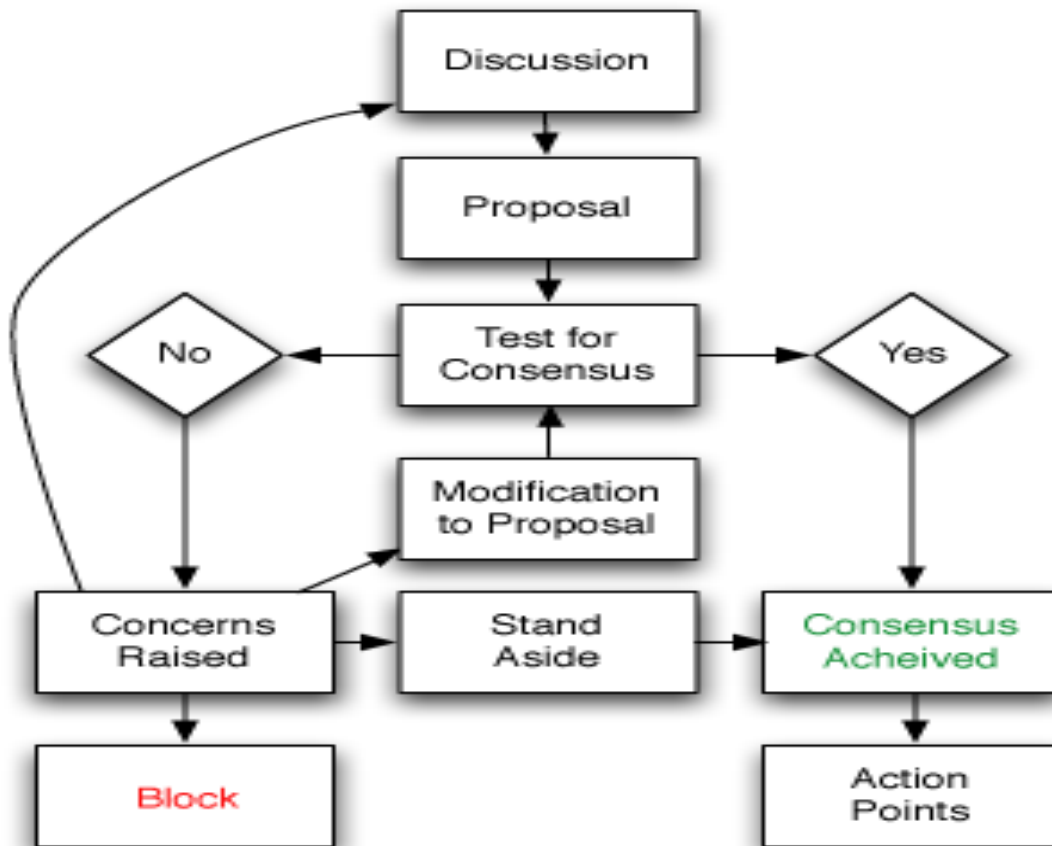 Discussion
Proposal
No
Test for
Consensus
Yes
Modification
to Proposal
Concerns
Raised
Stand
Aside
Consensus
Acheived
Block
Action
Points